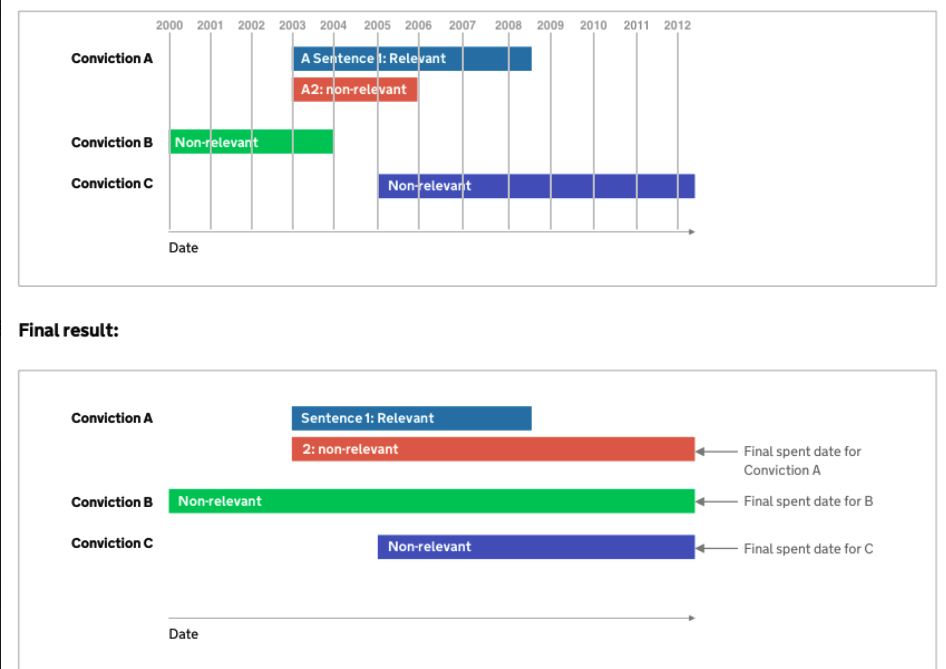 2000 2001 2002 2003 2004 2005 2006 2007 2008 2009 2010 2011 2012
Conviction A
A Sentence 1: Relevant
A2: non-relevant
Conviction B
Non-relevant
Conviction C
Non-relevant
Date
Final result:
Conviction A
Sentence 1: Relevant
2: non-relevant
Final spent date for
Conviction A
Conviction B
Non-relevant
Final spent date for B
Conviction C
Non-relevant
Final spent date for C
Date